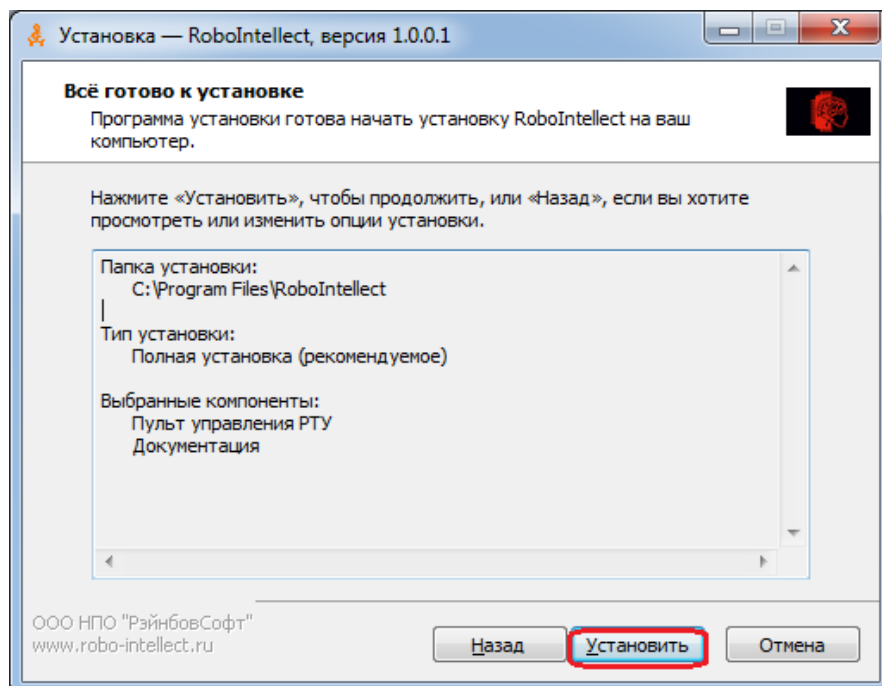 Установка — RoboIntellect, версия 1.0.0.1
Всё готово к установке
Программа установки готова начать установку RoboIntellect на ваш
компьютер.
Нажмите «Установить», чтобы продолжить, или «Назад», если вы хотите
просмотреть или изменить опции установки.
Папка установки:
C:\Program Files\RoboIntellect
Тип установки:
Полная установка (рекомендуемое)
Выбранные компоненты:
Пульт управления РТУ
Документация
ООО НПО "РэйнбовСофт"
www.robo-intellect.ru
Назад Установить Отмена